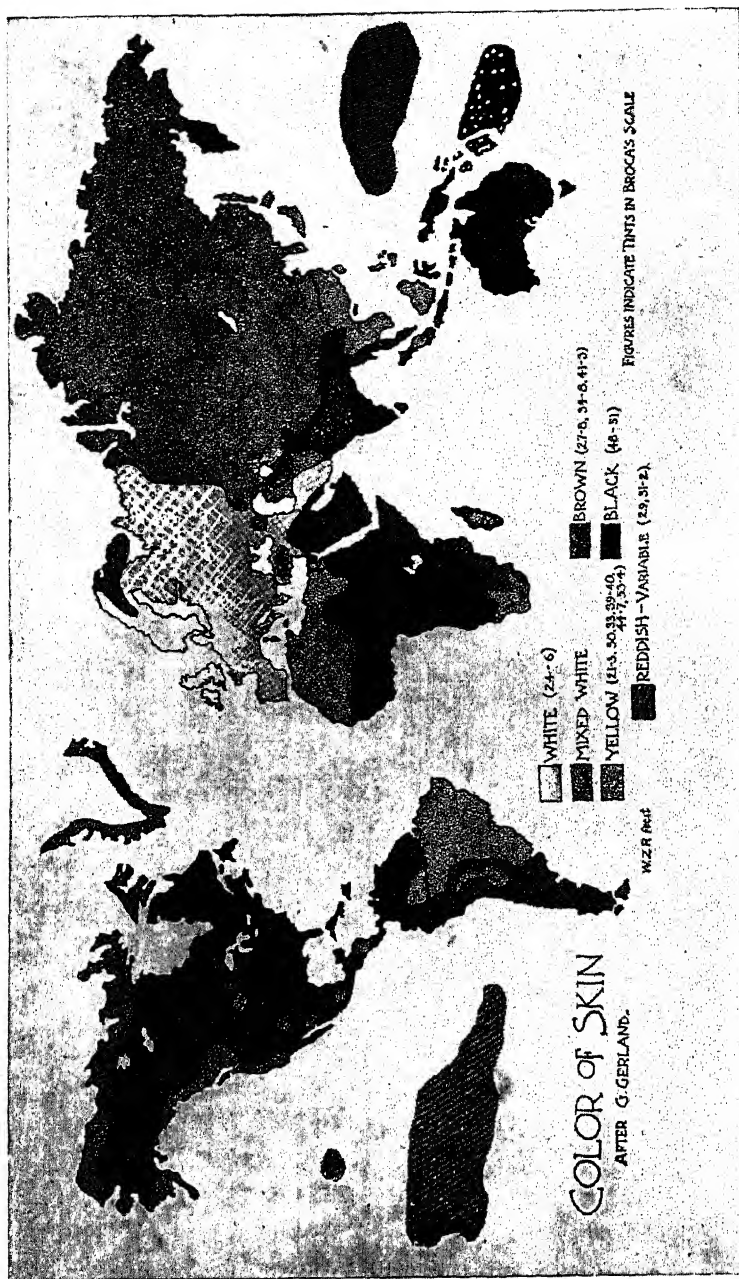 COLOR OF SKIN
AFTER G. GERLAND.
W.Z.R. fecit
WHITE (24-6)
MIXED WHITE
YELLOW (21-3, 30, 33, 39-40,
44-7, 53-4)
REDDISH-VARIABLE (29, 31-2)
BROWN (27-8, 34-8, 41-3)
BLACK (48-51)
FIGURES INDICATE TINTS IN BROCA'S SCALE